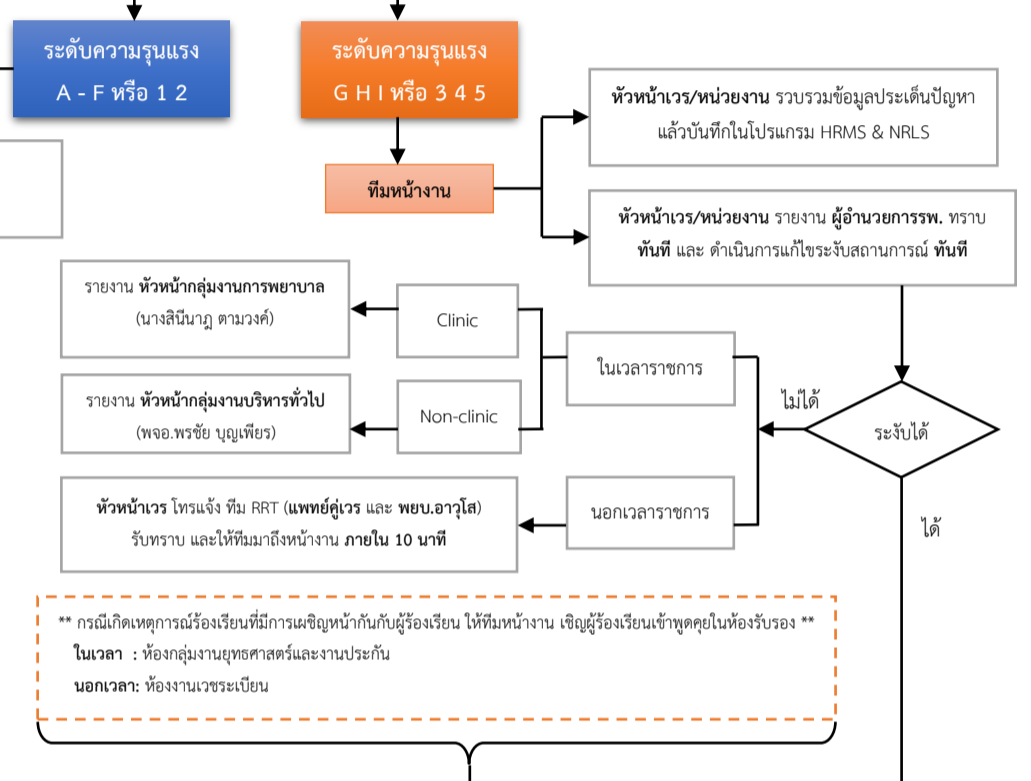 ระดับความรุนแรง
A - F หรือ 1 2
ระดับความรุนแรง
G H I หรือ 3 4 5
ทีมหน้างาน
หัวหน้าเวร/หน่วยงาน รวบรวมข้อมูลประเด็นปัญหา
แล้วบันทึกในโปรแกรม HRMS & NRLS
หัวหน้าเวร/หน่วยงาน รายงาน ผู้อำนวยการรพ. ทราบ
ทันที และ ดำเนินการแก้ไขระงับสถานการณ์ ทันที
รายงาน หัวหน้ากลุ่มงานการพยาบาล
(นางสินีนาฎ ตามวงค์)
Clinic
ในเวลาราชการ
ไม่ได้
ระงับได้
รายงาน หัวหน้ากลุ่มงานบริหารทั่วไป
(พจอ.พรชัย บุญเพียร)
Non-clinic
หัวหน้าเวร โทรแจ้ง ทีม RRT (แพทย์คู่เวร และ พยบ.อาวุโส)
รับทราบ และให้ทีมมาถึงหน้างาน ภายใน 10 นาที
นอกเวลาราชการ
ได้
** กรณีเกิดเหตุการณ์ร้องเรียนที่มีการเผชิญหน้ากันกับผู้ร้องเรียน ให้ทีมหน้างาน เชิญผู้ร้องเรียนเข้าพูดคุยในห้องรับรอง **
ในเวลา : ห้องกลุ่มงานยุทธศาสตร์และงานประกัน
นอกเวลา: ห้องงานเวชระเบียน